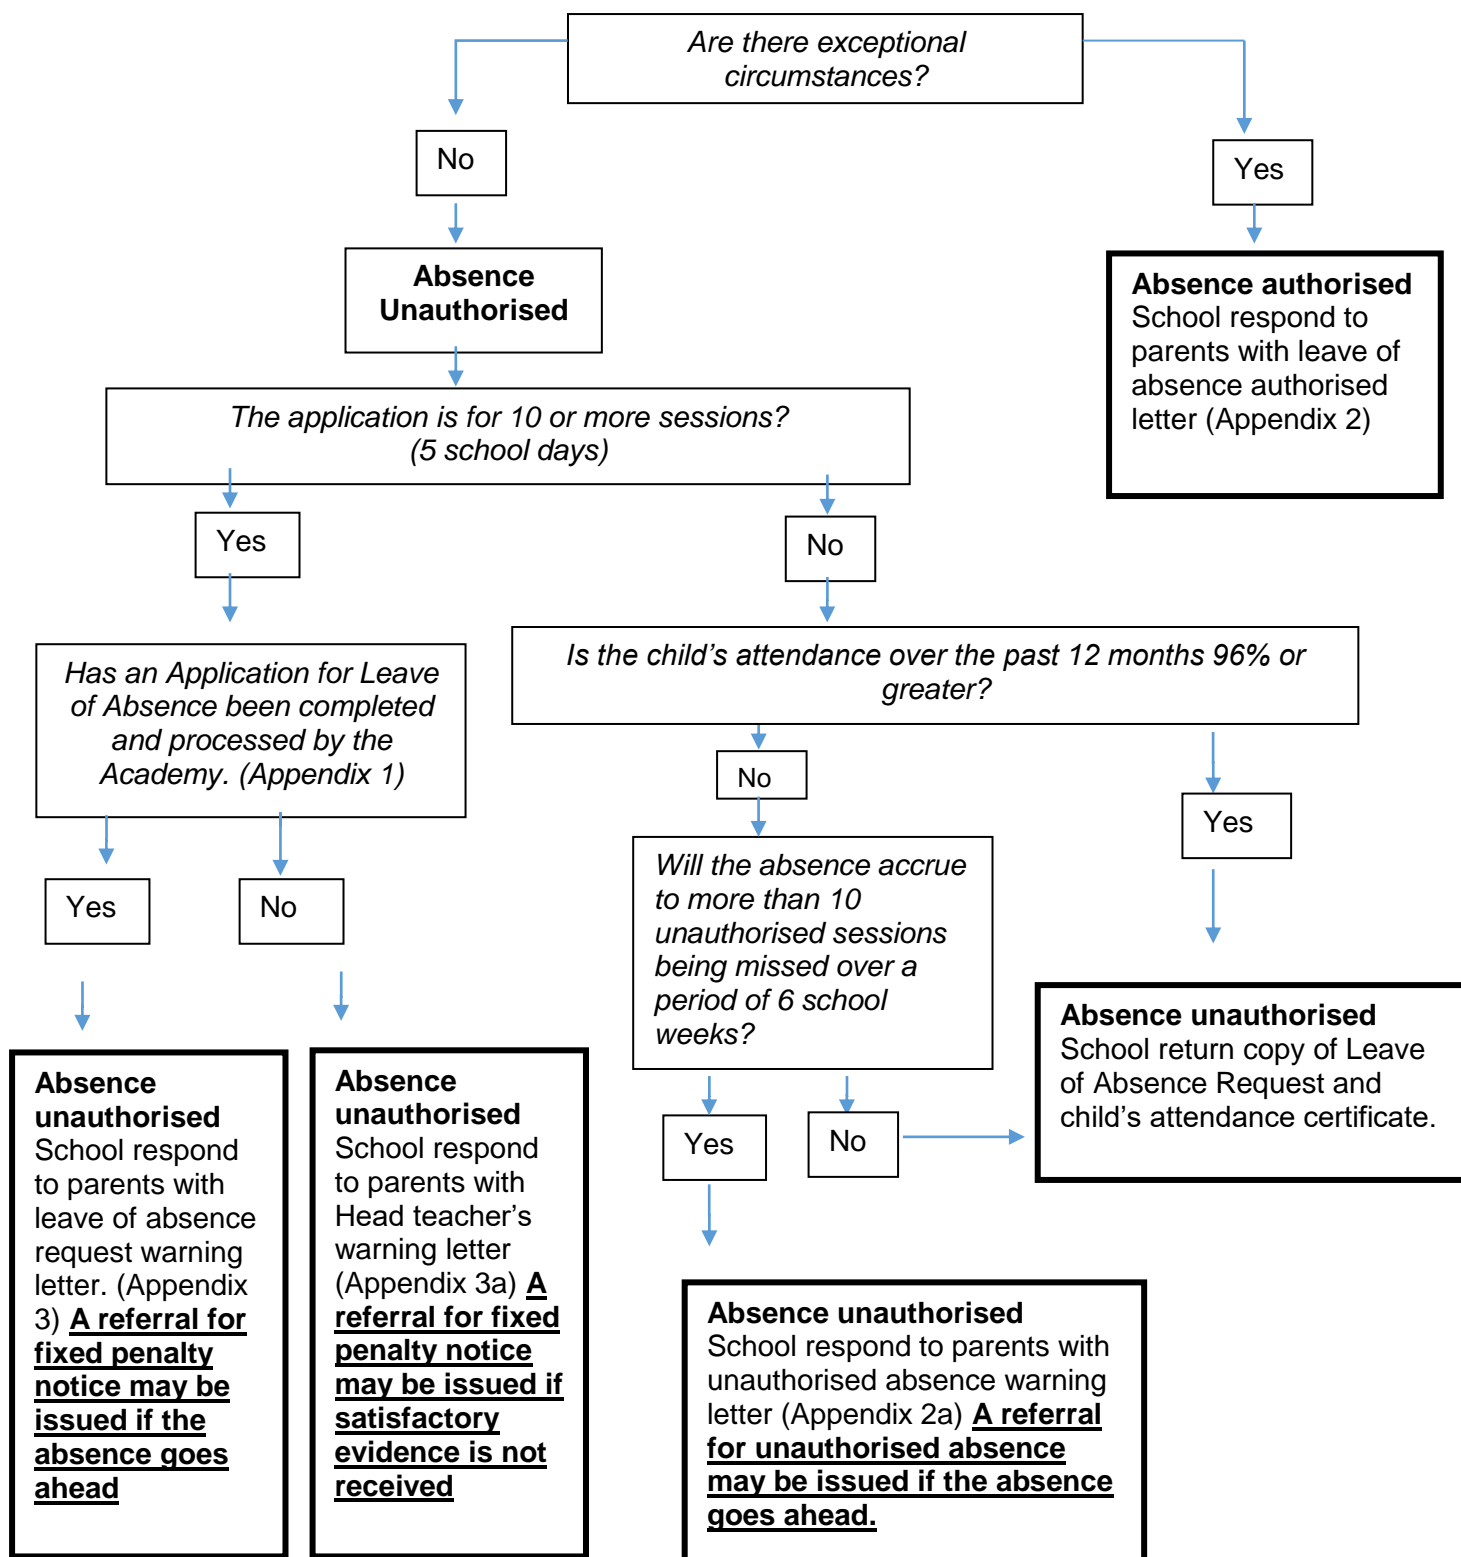 Are there exceptional
circumstances?
No
Yes
Absence
Unauthorised
Absence authorised
School respond to
parents with leave of
absence authorised
letter (Appendix 2)
The application is for 10 or more sessions?
(5 school days)
Yes
No
Has an Application for Leave
of Absence been completed
and processed by the
Academy. (Appendix 1)
Is the child’s attendance over the past 12 months 96% or
greater?
No
Yes
Yes
No
Will the absence accrue
to more than 10
unauthorised sessions
being missed over a
period of 6 school
weeks?
Absence unauthorised
School return copy of Leave
of Absence Request and
child’s attendance certificate.
Yes
No
Absence
unauthorised
School respond
to parents with
leave of absence
request warning
letter. (Appendix
3) A referral for
fixed penalty
notice may be
issued if the
absence goes
ahead
Absence
unauthorised
School respond
to parents with
Head teacher’s
warning letter
(Appendix 3a) A
referral for fixed
penalty notice
may be issued if
satisfactory
evidence is not
received
Absence unauthorised
School respond to parents with
unauthorised absence warning
letter (Appendix 2a) A referral
for unauthorised absence
may be issued if the absence
goes ahead.